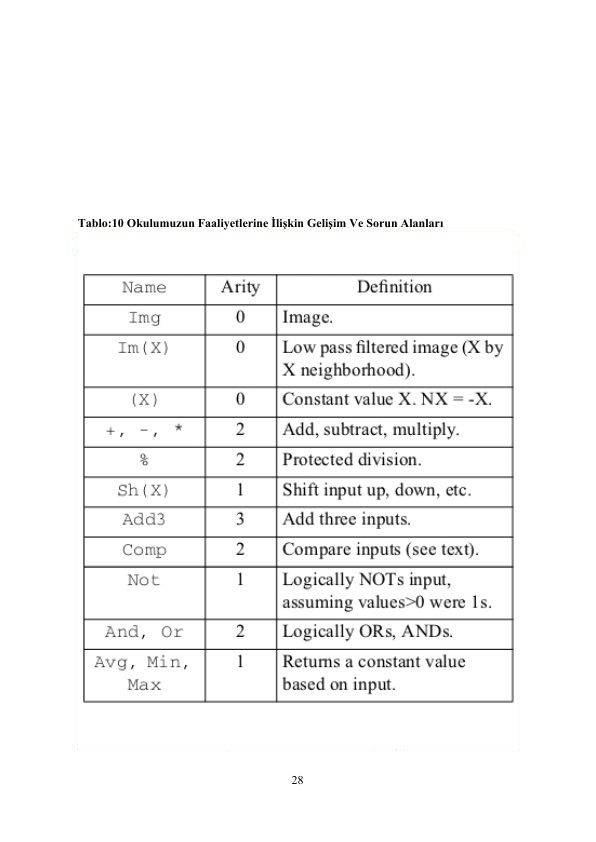 Tablo:10 Okulumuzun Faaliyetlerine İlişkin Gelişim Ve Sorun Alanları
Name Arity Definition
Img 0 Image.
Im(X) 0 Low pass filtered image (X by
X neighborhood).
(X) 0 Constant value X. NX = -X.
+, -, * 2 Add, subtract, multiply.
% 2 Protected division.
Sh(X) 1 Shift input up, down, etc.
Add3 3 Add three inputs.
Comp 2 Compare inputs (see text).
Not 1 Logically NOTs input,
assuming values>0 were 1s.
And, Or 2 Logically ORs, ANDs.
Avg, Min, 1 Returns a constant value
Max based on input.
28